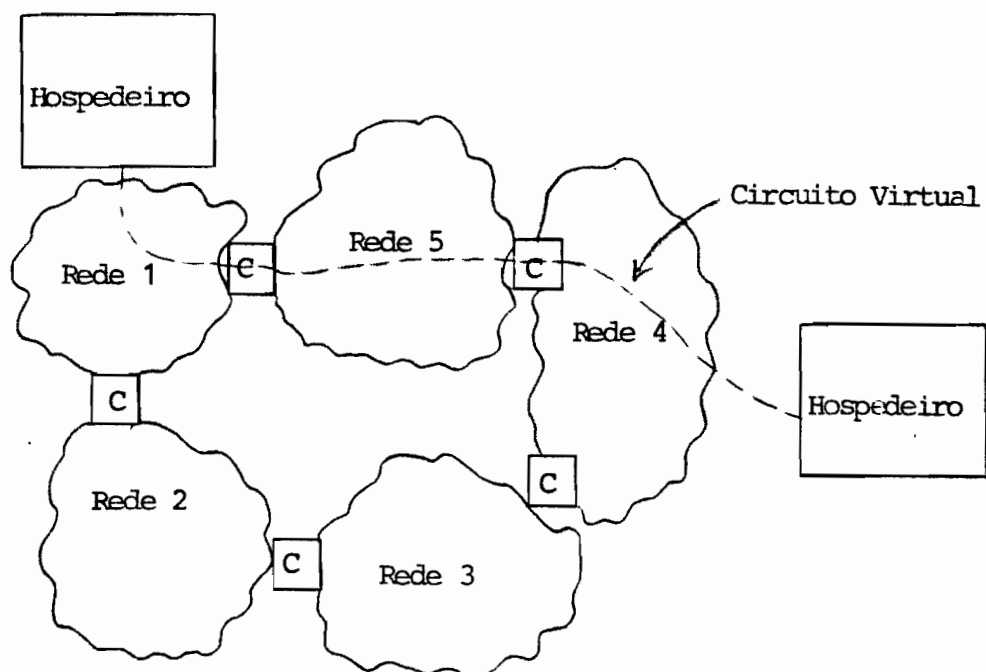 Hospedeiro
Rede 5
Circuito Virtual
Rede 1
C
C
Rede 4
C
Hospedeiro
C
Rede 2
C
Rede 3